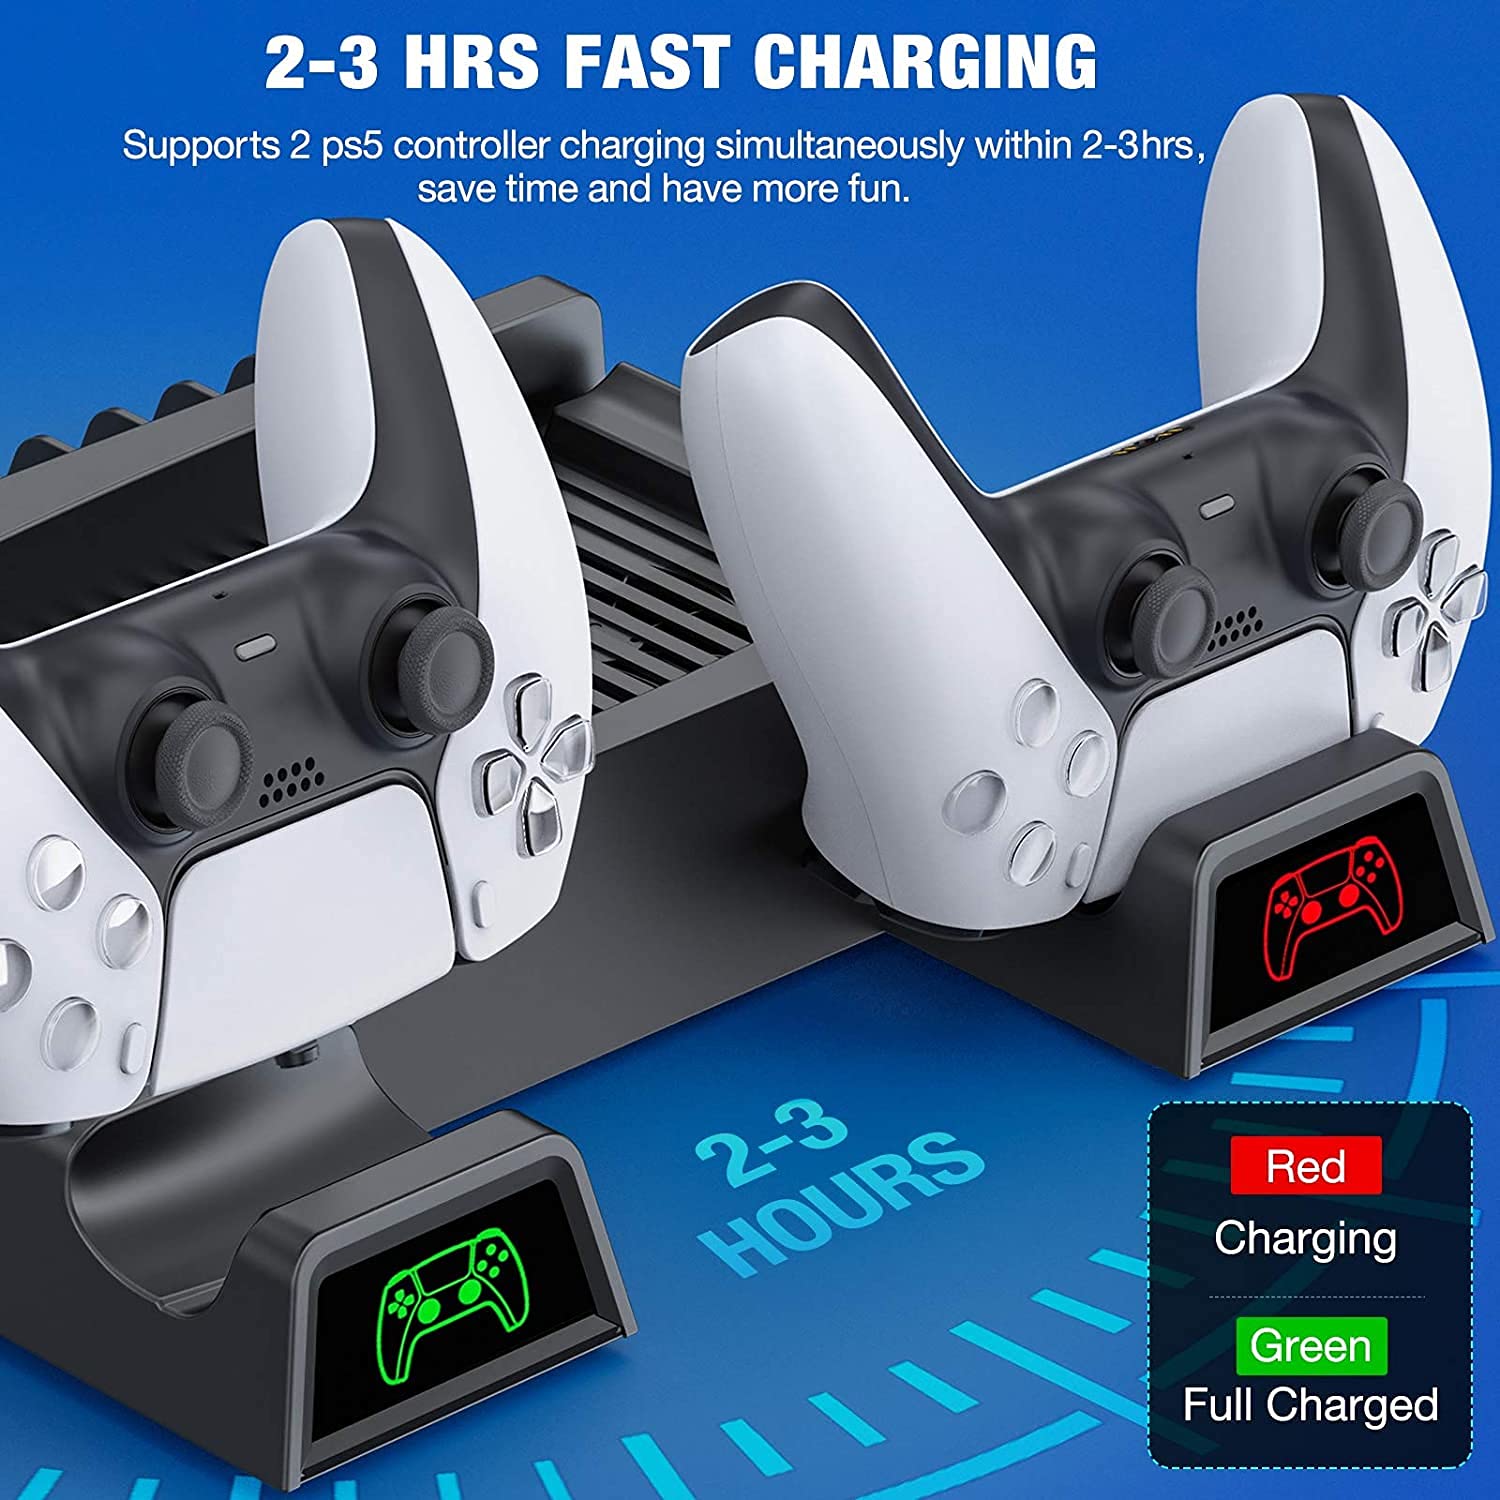 2-3 HRS FAST CHARGING
Supports 2 ps5 controller charging simultaneously within 2-3hrs,
save time and have more fun.
2-3
HOURS
Red
Charging
Green
Full Charged